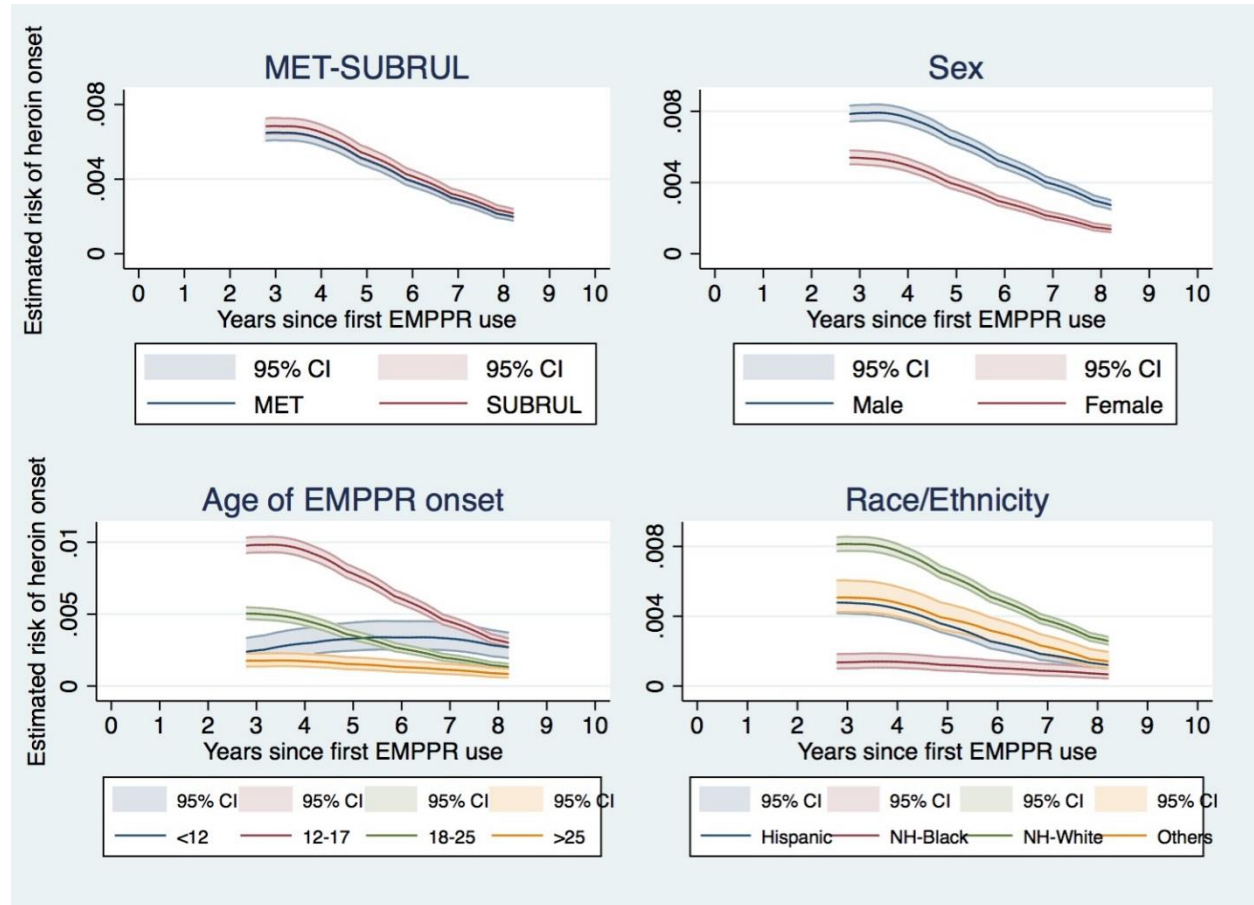 MET-SUBRUL
Estimated risk of heroin onset
.008
.004
0
0 1 2 3 4 5 6 7 8 9 10
Years since first EMPPR use
95% CI 95% CI
MET SUBRUL
Sex
.008
.004
0
0 1 2 3 4 5 6 7 8 9 10
Years since first EMPPR use
95% CI 95% CI
Male Female
Age of EMPPR onset
Estimated risk of heroin onset
.01
.005
0
0 1 2 3 4 5 6 7 8 9 10
Years since first EMPPR use
95% CI 95% CI 95% CI 95% CI
<12 12-17 18-25 >25
Race/Ethnicity
.008
.004
0
0 1 2 3 4 5 6 7 8 9 10
Years since first EMPPR use
95% CI 95% CI 95% CI 95% CI
Hispanic NH-Black NH-White Others